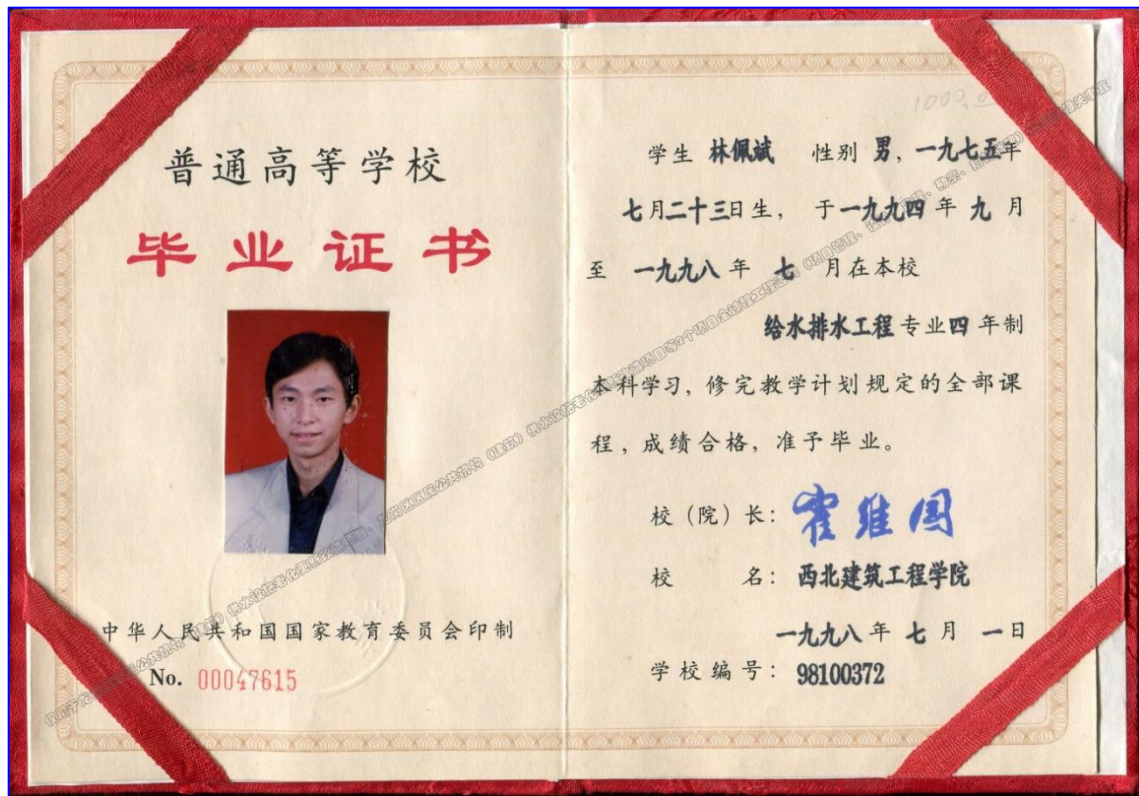 普通高等学校
毕业证书
中华人民共和国国家教育委员会印制
No. 00047615
学生 林佩斌 性别 男，一九七五年
七月二十三日生，于一九九四年九月
至 一九九八年 七 月在本校
给水排水工程专业四年制
本科学习，修完教学计划规定的全部课
程，成绩合格，准予毕业。
校（院）长：霍维国
校 名：西北建筑工程学院
一九九八年七月一日
学校编号：98100372